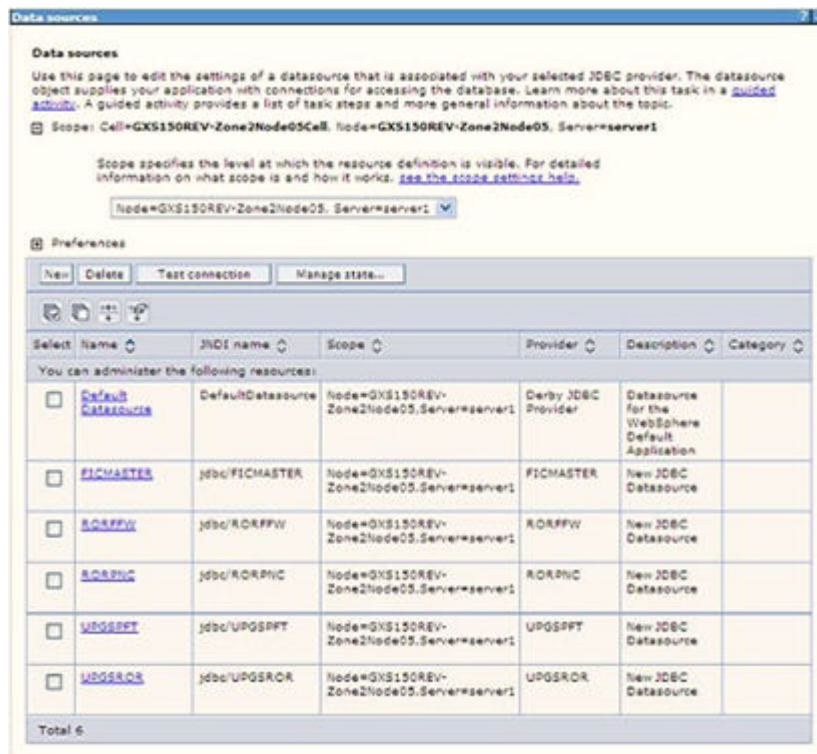 Data sources
?
Data sources
Use this page to edit the settings of a datasource that is associated with your selected JDBC provider. The datasource
object supplies your application with connections for accessing the database. Learn more about this task in a guided
activity. A guided activity provides a list of task steps and more general information about the topic.
Scope: Cell=GXS150REV-Zone2Node05Cell, Node=GXS150REV-Zone2Node05, Server=server1
Scope specifies the level at which the resource definition is visible. For detailed
information on what scope is and how it works, see the scope settings help.
Node=GXS150REV-Zone2Node05, Server=server1
Preferences
New Delete Test connection Manage state...
Select Name JNDI name Scope Provider Description Category
You can administer the following resources:
Default Datasource DefaultDatasource Node=GXS150REV-Zone2Node05,Server=server1 Derby JDBC Provider Datasource for the WebSphere Default Application
FICMASTER jdbc/FICMASTER Node=GXS150REV-Zone2Node05,Server=server1 FICMASTER New JDBC Datasource
RORFFW jdbc/RORFFW Node=GXS150REV-Zone2Node05,Server=server1 RORFFW New JDBC Datasource
RORPNC jdbc/RORPNC Node=GXS150REV-Zone2Node05,Server=server1 RORPNC New JDBC Datasource
UPGSPFT jdbc/UPGSPFT Node=GXS150REV-Zone2Node05,Server=server1 UPGSPFT New JDBC Datasource
UPGSROR jdbc/UPGSROR Node=GXS150REV-Zone2Node05,Server=server1 UPGSROR New JDBC Datasource
Total 6